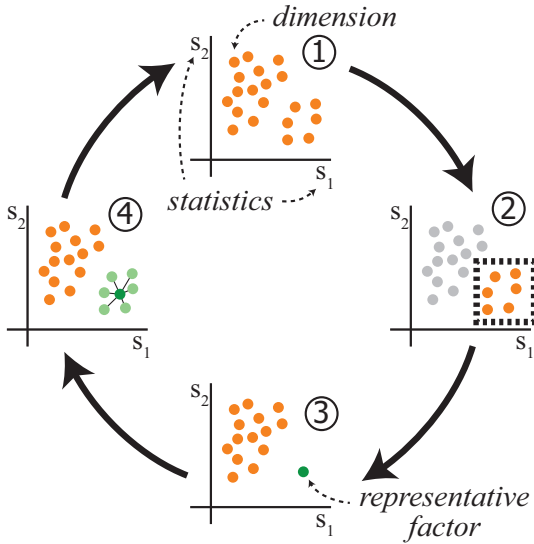 dimension
s2
①
s1
statistics
②
s2
s1
④
s2
s1
③
s2
s1
representative
factor